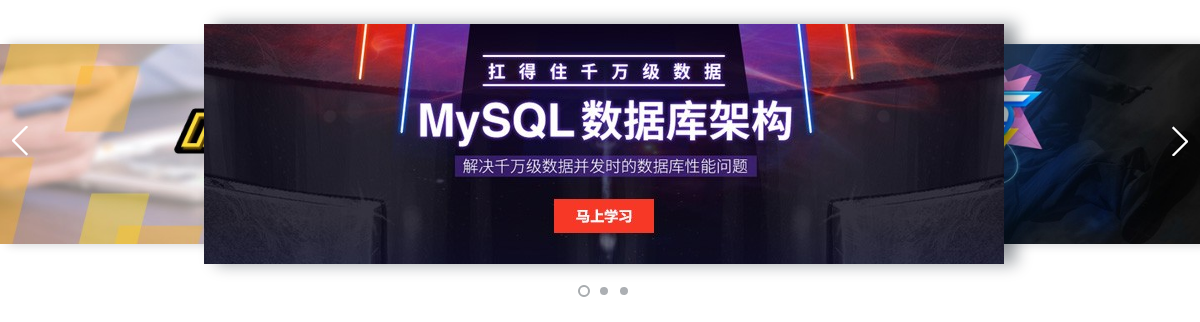 扛得住千万级数据
MySQL数据库架构
解决千万级数据并发时的数据库性能问题
马上学习